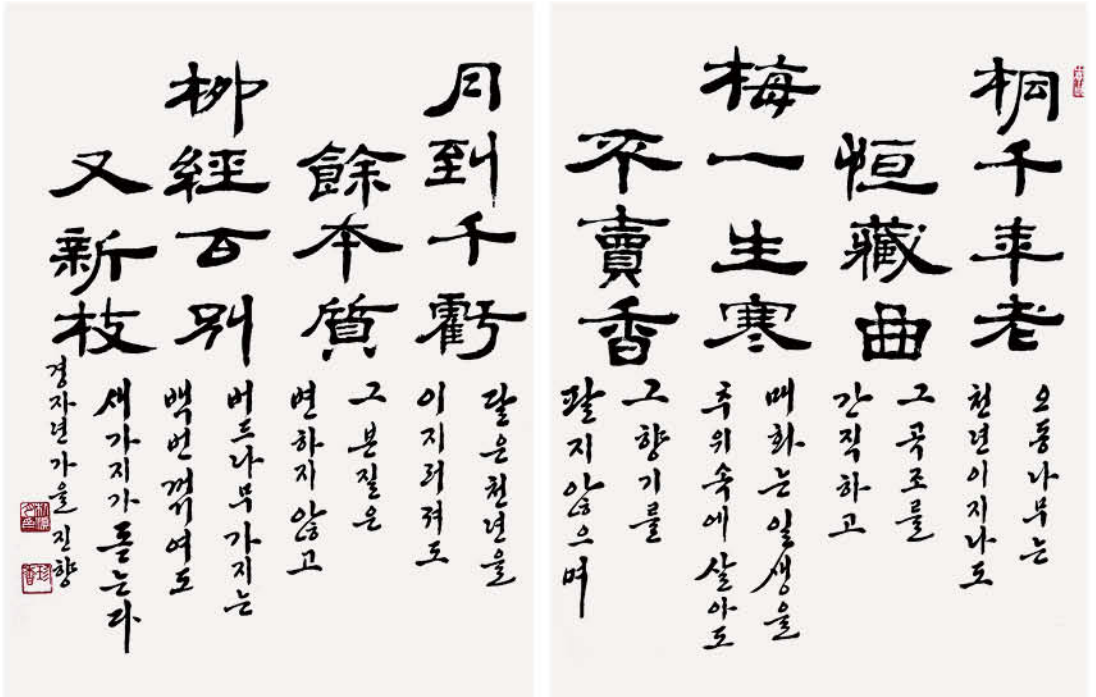 桐千年老
恒藏曲
梅一生寒
不賣香
오동나무는
천년이지나도
그곡조를
간직하고
매화는일생을
추위속에살아도
그향기를
팔지않으며
月到千虧
餘本質
柳經百別
又新枝
달은천년을
이지러져도
그본질은
변하지않고
버드나무가지는
백번꺾여도
새가지가돋는다
경자년가을 진향